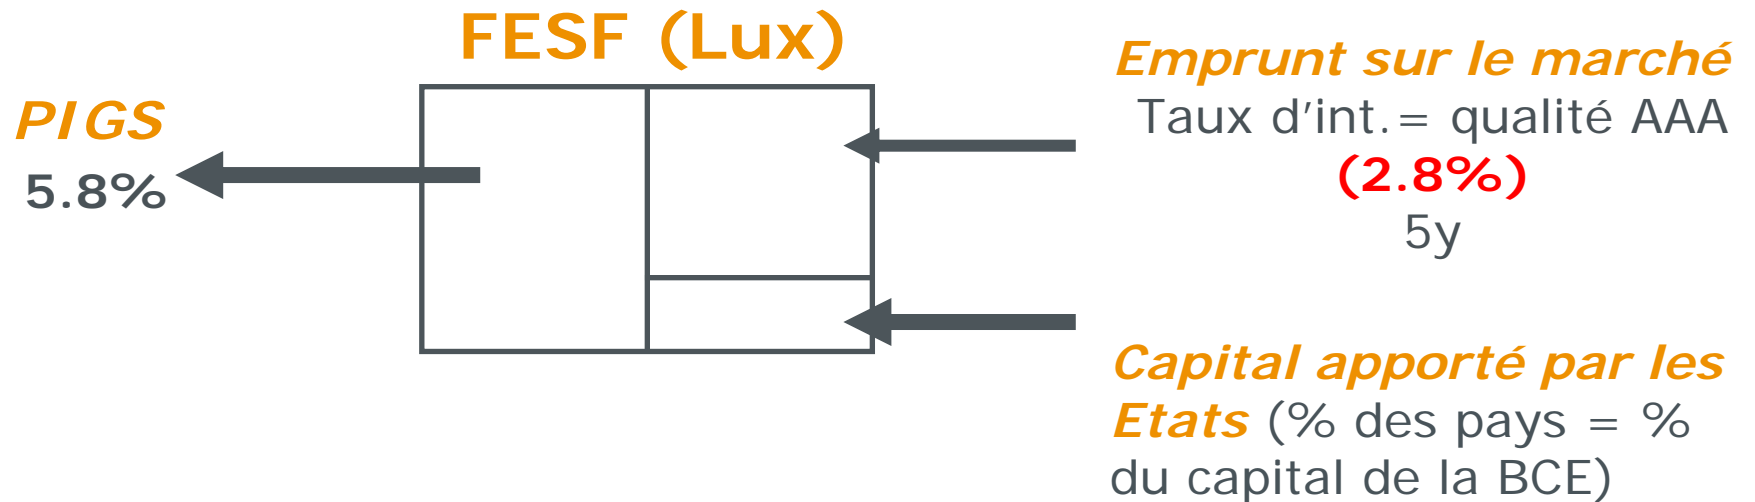 FESF (Lux)
PIGS
5.8%
Emprunt sur le marché
Taux d'int.= qualité AAA
(2.8%)
5y
Capital apporté par les
Etats (% des pays = %
du capital de la BCE)